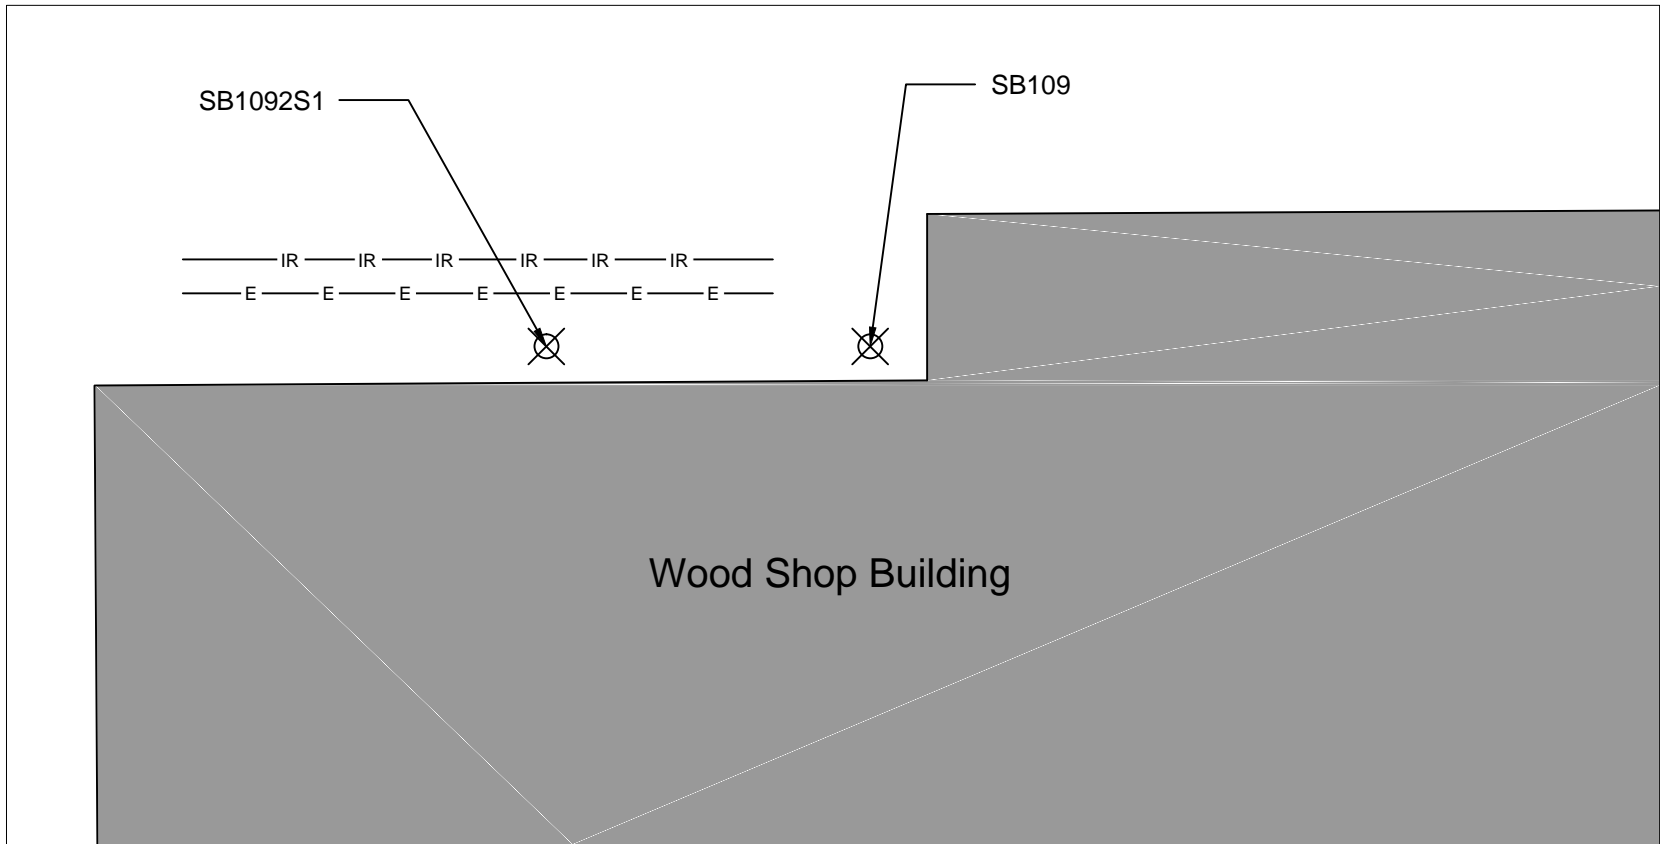 SB1092S1
SB109
IR IR IR IR IR IR
E E E E E E E
Wood Shop Building